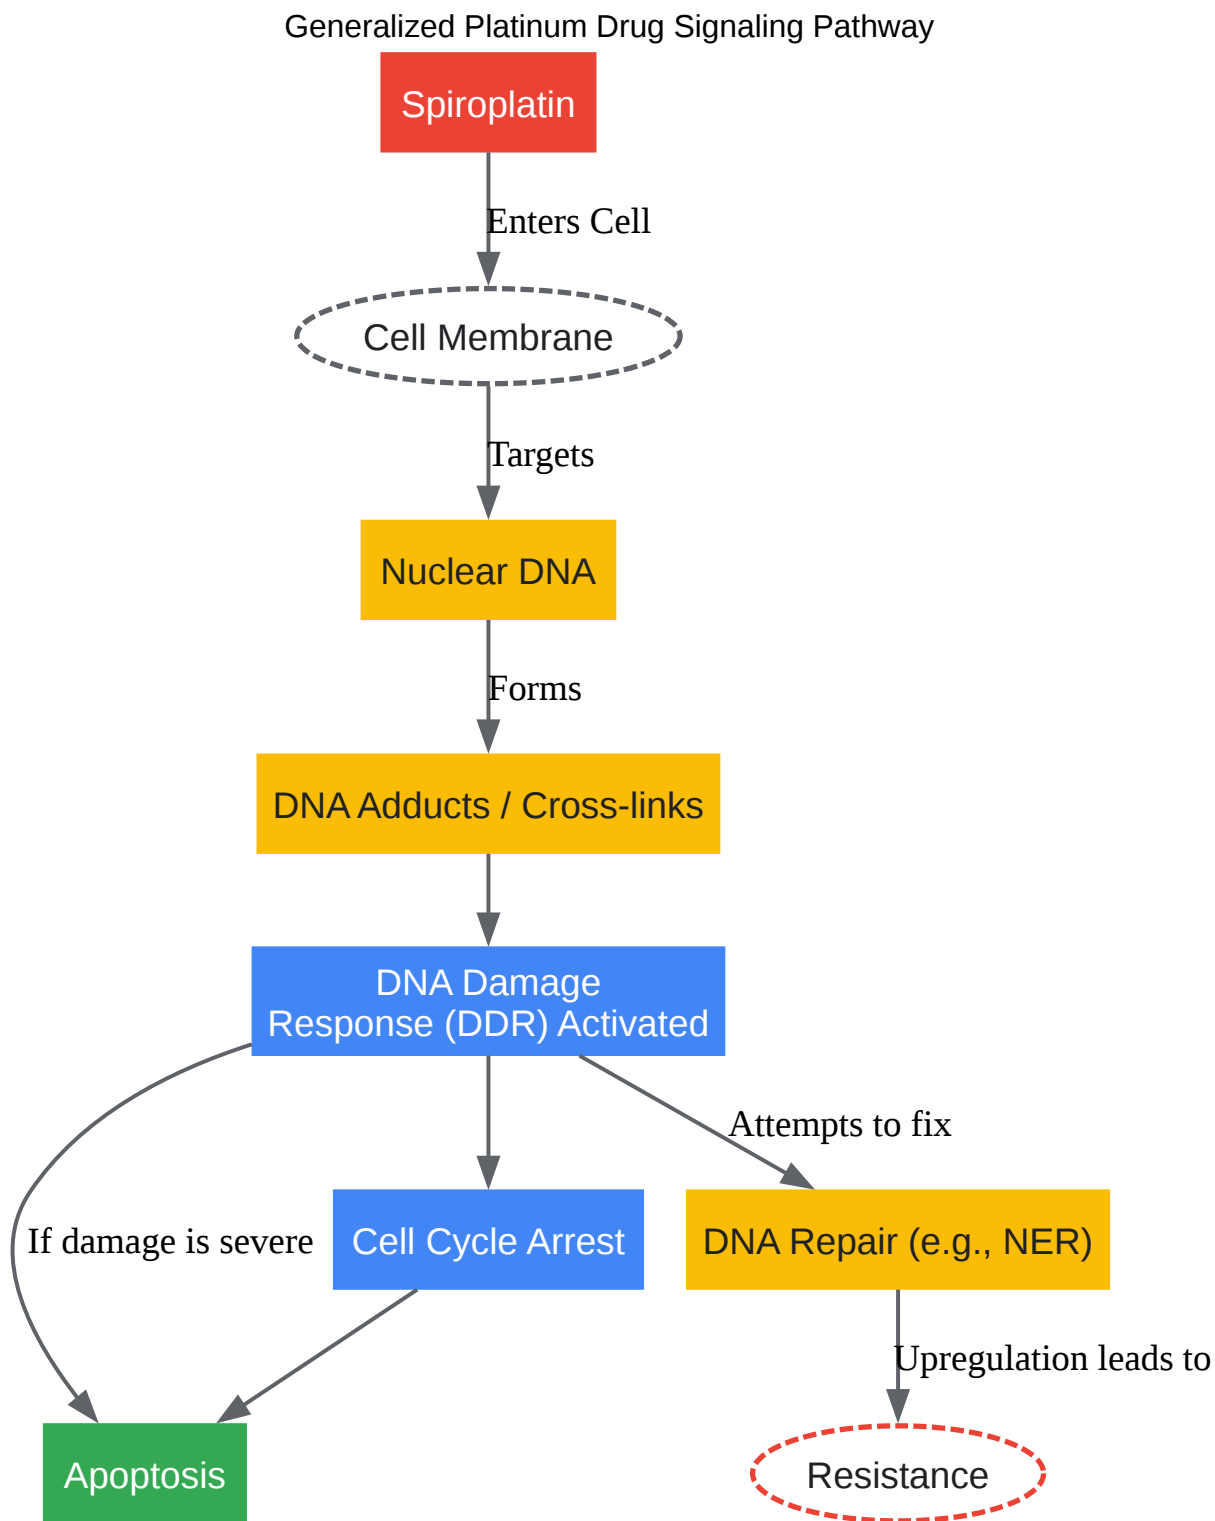 Generalized Platinum Drug Signaling Pathway
Spiroplatin
Enters Cell
Cell Membrane
Targets
Nuclear DNA
Forms
DNA Adducts / Cross-links
DNA Damage
Response (DDR) Activated
Attempts to fix
If damage is severe
Cell Cycle Arrest
DNA Repair (e.g., NER)
Upregulation leads to
Apoptosis
Resistance